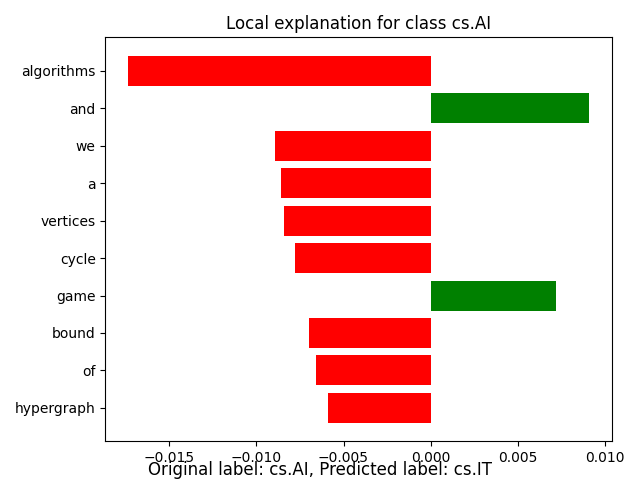 Local explanation for class cs.AI
algorithms
and
we
a
vertices
cycle
game
bound
of
hypergraph
−0.015 −0.010 −0.005 0.000 0.005 0.010
Original label: cs.AI, Predicted label: cs.IT